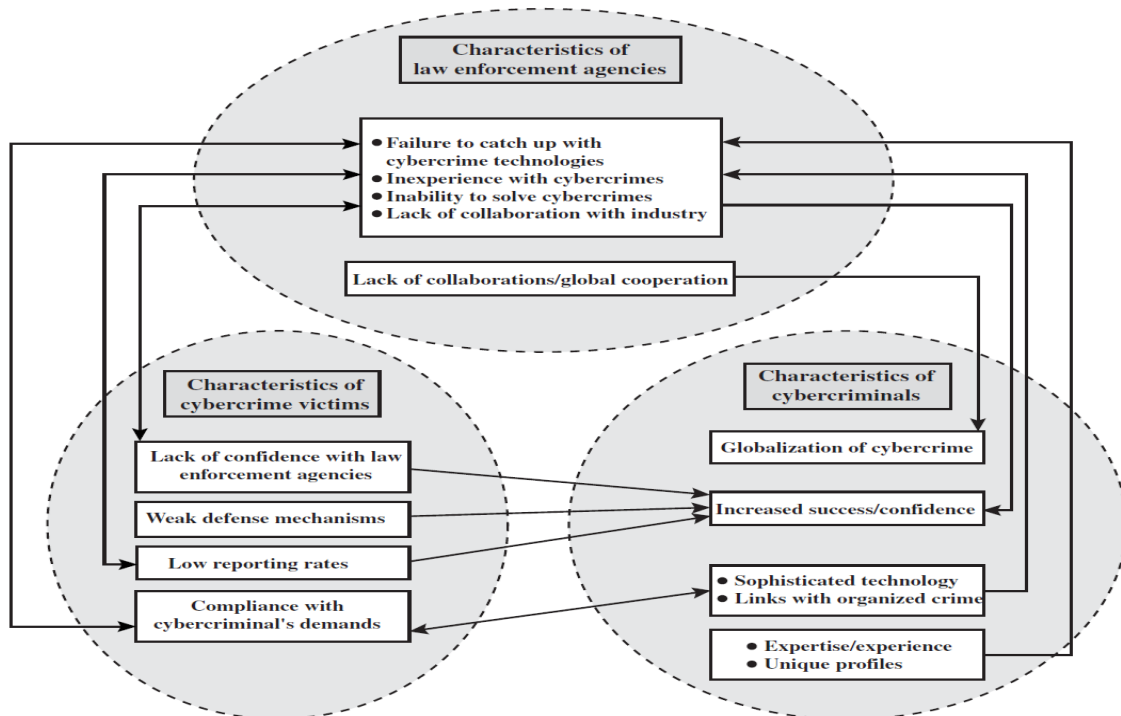 Characteristics of
law enforcement agencies
● Failure to catch up with
cybercrime technologies
● Inexperience with cybercrimes
● Inability to solve cybercrimes
● Lack of collaboration with industry
Lack of collaborations/global cooperation
Characteristics of
cybercrime victims
Lack of confidence with law
enforcement agencies
Weak defense mechanisms
Low reporting rates
Compliance with
cybercriminal's demands
Characteristics of
cybercriminals
Globalization of cybercrime
Increased success/confidence
● Sophisticated technology
● Links with organized crime
● Expertise/experience
● Unique profiles